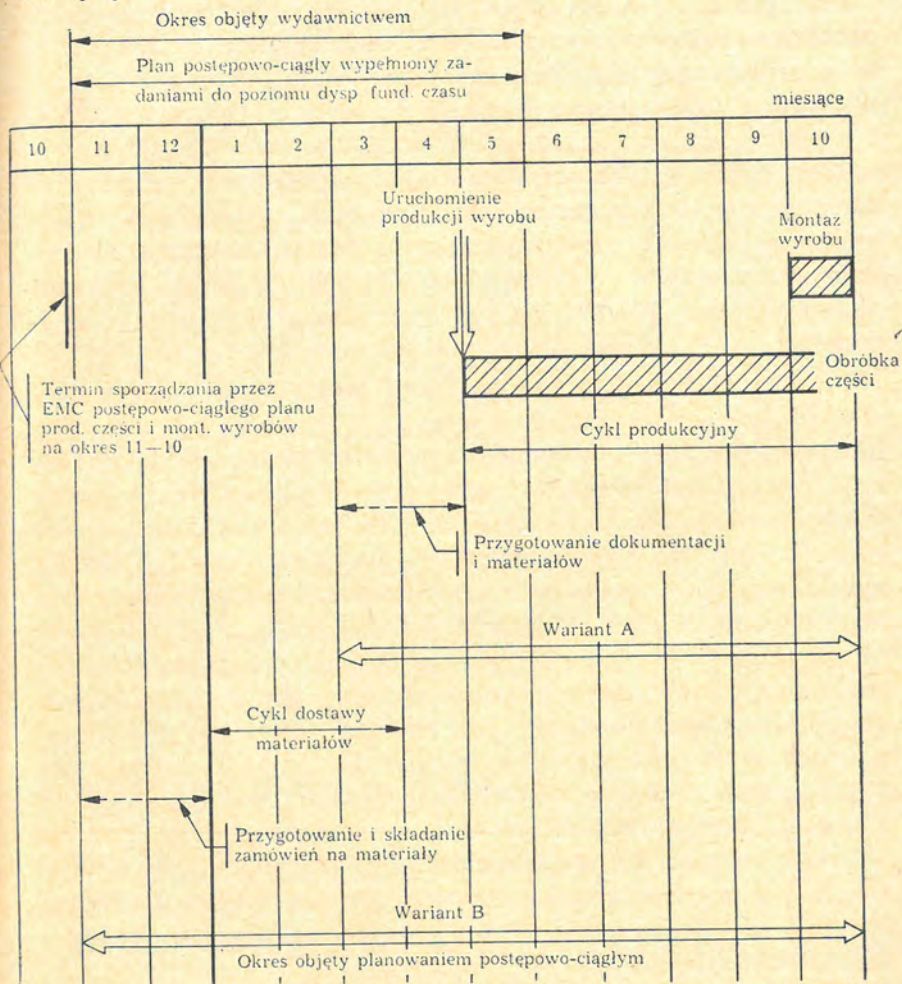 Okres objęty wydawnictwem
Plan postępowo-ciągły wypełniony za-
daniami do poziomu dysp. fund. czasu
miesiące
10 11 12 1 2 3 4 5 6 7 8 9 10
Uruchomienie
produkcji wyrobu
Montaz
wyrobu
Obróbka
części
Termin sporządzania przez
EMC postępowo-ciągłego planu
prod. części i mont. wyrobów
na okres 11—10
Cykl produkcyjny
Przygotowanie dokumentacji
i materiałów
Wariant A
Cykl dostawy
materiałów
Przygotowanie i składanie
zamówień na materiały
Wariant B
Okres objęty planowaniem postępowo-ciągłym